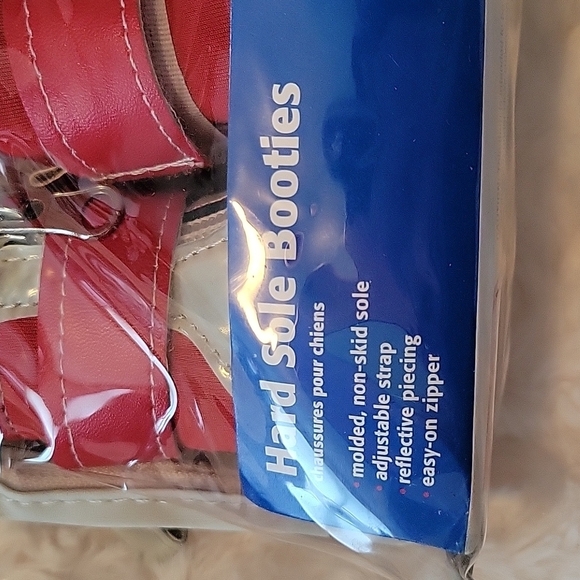 Hard Sole Booties
chaussures pour chiens
• molded, non-skid sole
• adjustable strap
• reflective piecing
• easy-on zipper